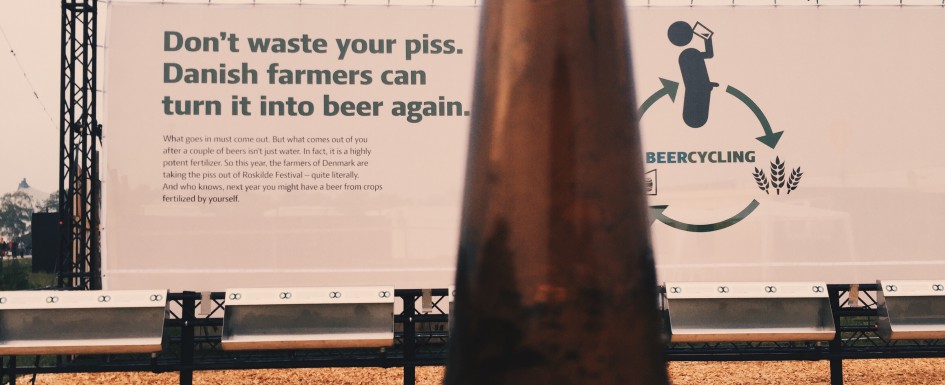 Don't waste your piss.
Danish farmers can
turn it into beer again.
What goes in must come out. But what comes out of you
after a couple of beers isn't just water. In fact, it is a highly
potent fertilizer. So this year, the farmers of Denmark are
taking the piss out of Roskilde Festival – quite literally.
And who knows, next year you might have a beer from crops
fertilized by yourself.
BEERCYCLING